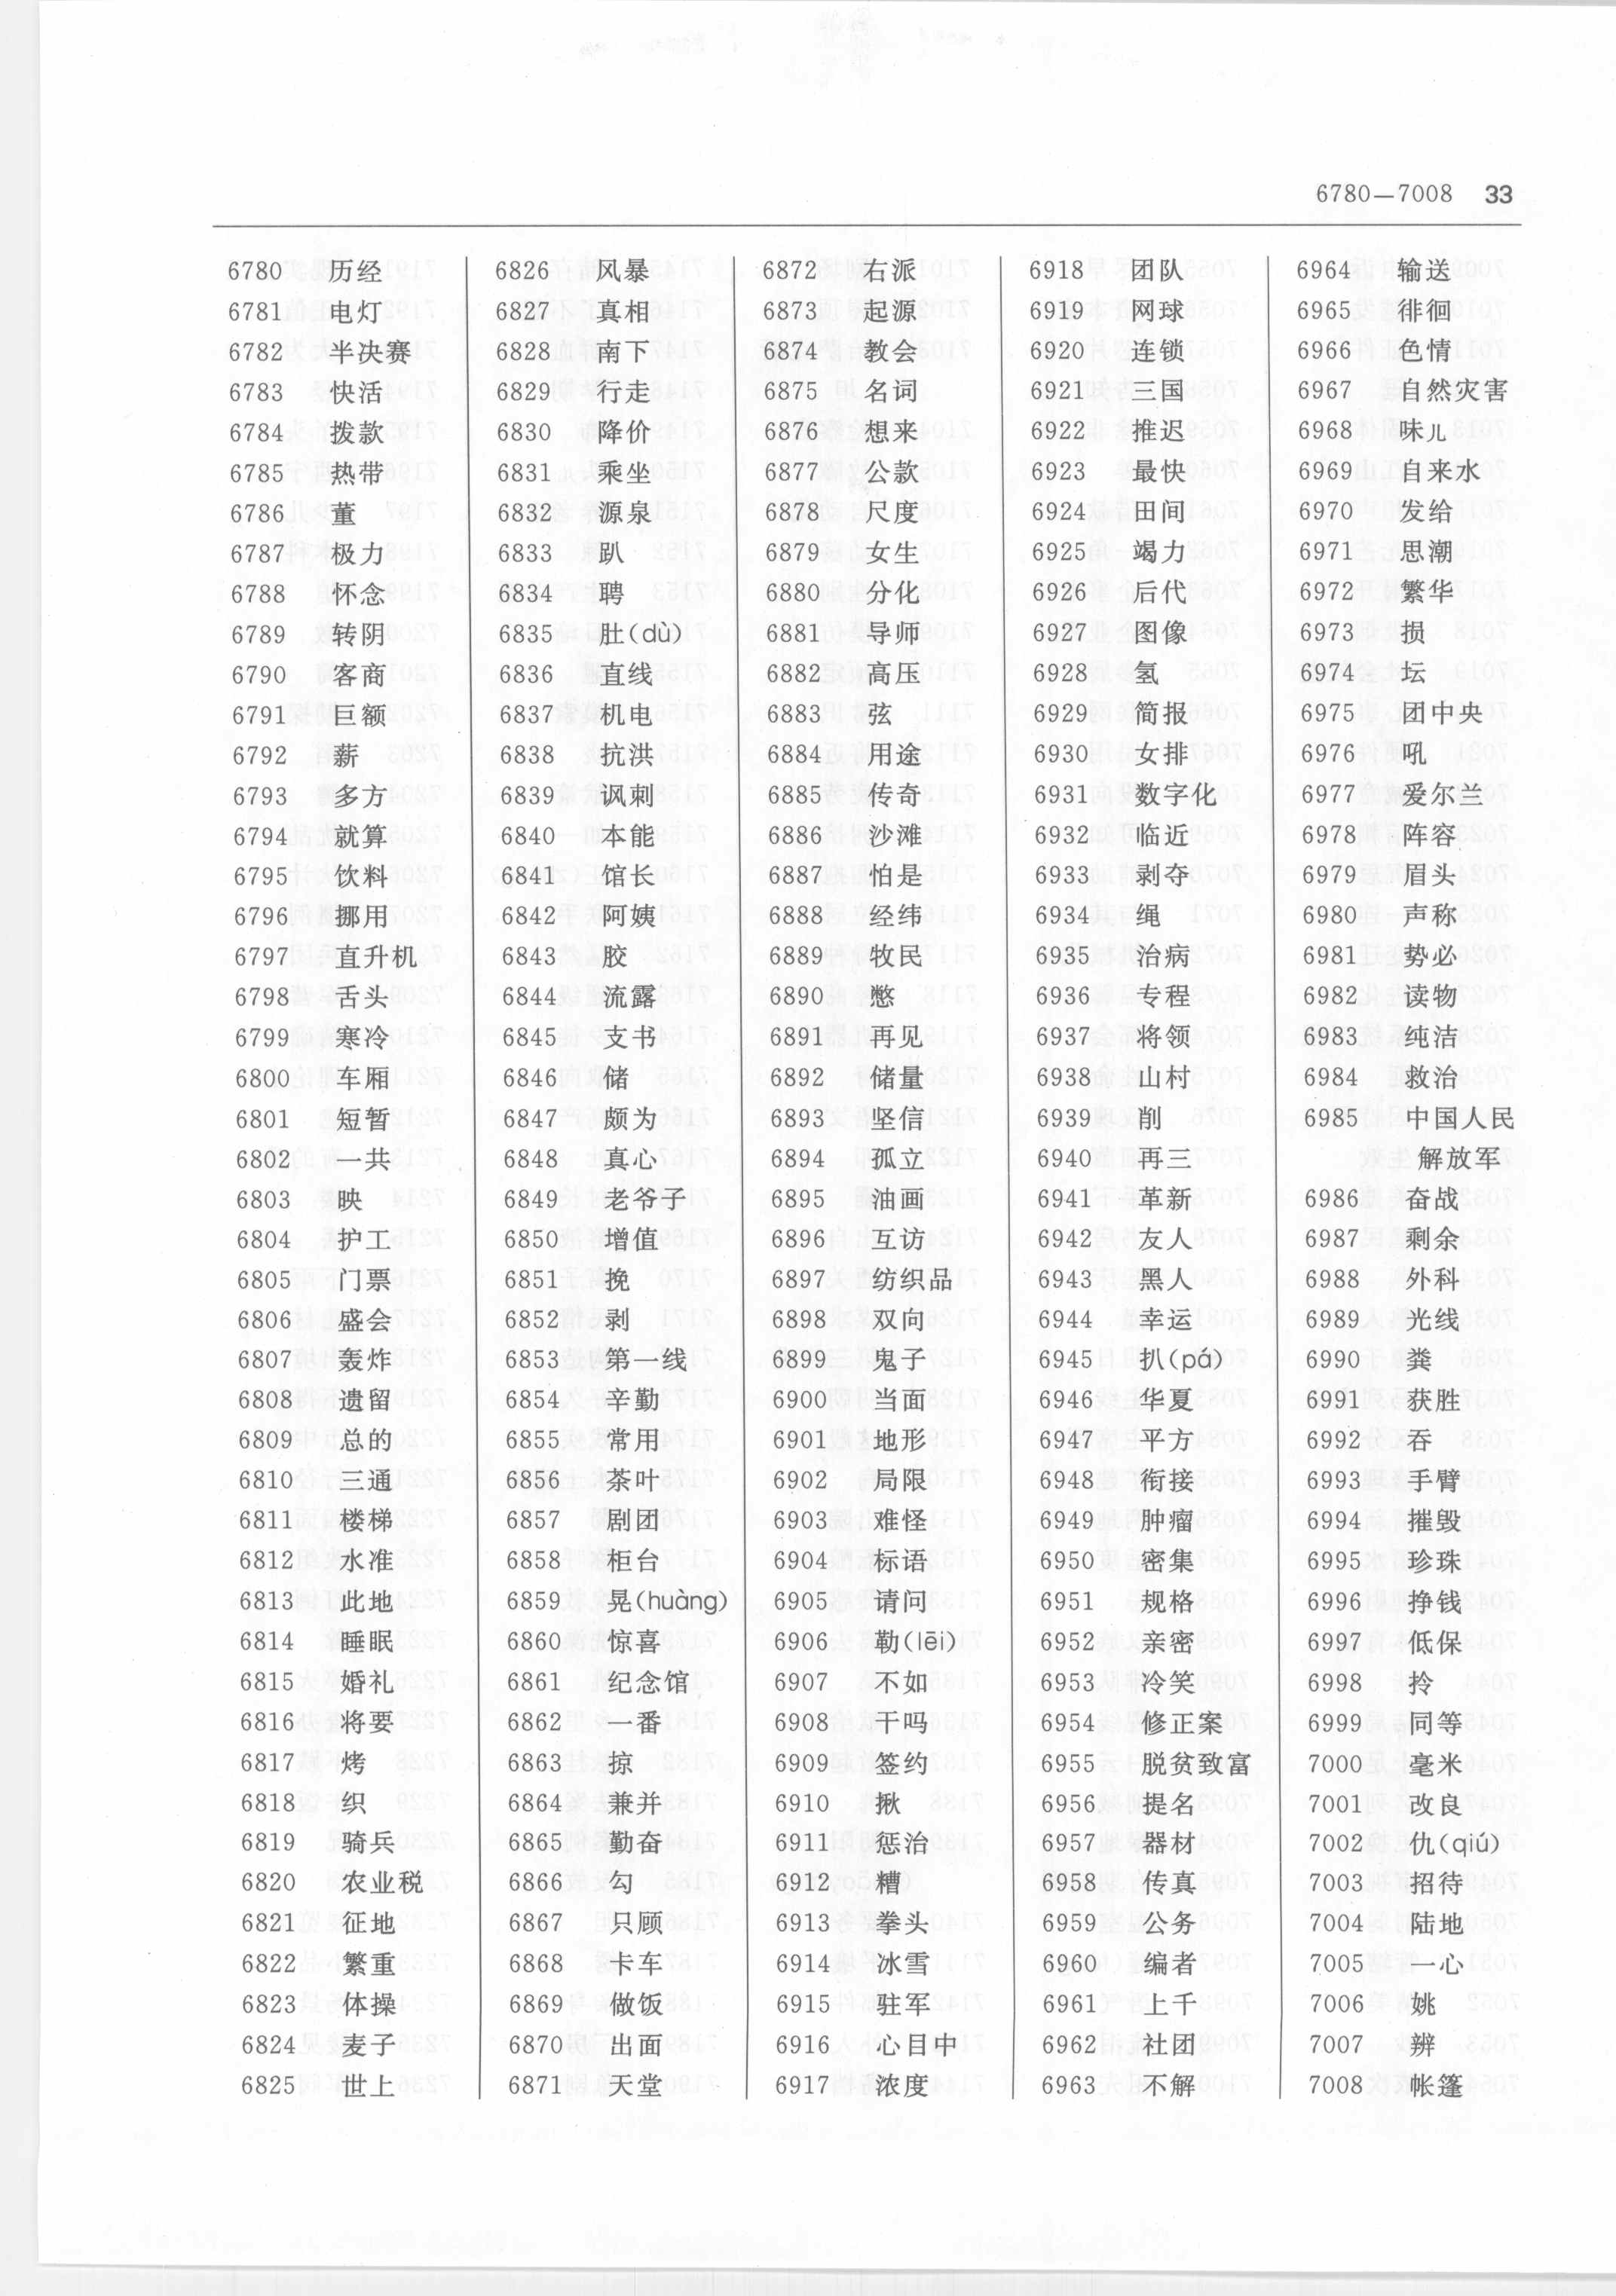 6780—7008 33
6780 历经
6781 电灯
6782 半决赛
6783 快活
6784 拨款
6785 热带
6786 董
6787 极力
6788 怀念
6789 转阴
6790 客商
6791 巨额
6792 薪
6793 多方
6794 就算
6795 饮料
6796 挪用
6797 直升机
6798 舌头
6799 寒冷
6800 车厢
6801 短暂
6802 一共
6803 映
6804 护工
6805 门票
6806 盛会
6807 轰炸
6808 遗留
6809 总的
6810 三通
6811 楼梯
6812 水准
6813 此地
6814 睡眠
6815 婚礼
6816 将要
6817 烤
6818 织
6819 骑兵
6820 农业税
6821 征地
6822 繁重
6823 体操
6824 麦子
6825 世上
6826 风暴
6827 真相
6828 南下
6829 行走
6830 降价
6831 乘坐
6832 源泉
6833 趴
6834 聘
6835 肚(dù)
6836 直线
6837 机电
6838 抗洪
6839 讽刺
6840 本能
6841 馆长
6842 阿姨
6843 胶
6844 流露
6845 支书
6846 储
6847 颇为
6848 真心
6849 老爷子
6850 增值
6851 挽
6852 剥
6853 第一线
6854 辛勤
6855 常用
6856 茶叶
6857 剧团
6858 柜台
6859 晃(huàng)
6860 惊喜
6861 纪念馆
6862 一番
6863 掠
6864 兼并
6865 勤奋
6866 勾
6867 只顾
6868 卡车
6869 做饭
6870 出面
6871 天堂
6872 右派
6873 起源
6874 教会
6875 名词
6876 想来
6877 公款
6878 尺度
6879 女生
6880 分化
6881 导师
6882 高压
6883 弦
6884 用途
6885 传奇
6886 沙滩
6887 怕是
6888 经纬
6889 牧民
6890 憋
6891 再见
6892 储量
6893 坚信
6894 孤立
6895 油画
6896 互访
6897 纺织品
6898 双向
6899 鬼子
6900 当面
6901 地形
6902 局限
6903 难怪
6904 标语
6905 请问
6906 勒(lēi)
6907 不如
6908 干吗
6909 签约
6910 揪
6911 惩治
6912 糟
6913 拳头
6914 冰雪
6915 驻军
6916 心目中
6917 浓度
6918 团队
6919 网球
6920 连锁
6921 三国
6922 推迟
6923 最快
6924 田间
6925 竭力
6926 后代
6927 图像
6928 氢
6929 简报
6930 女排
6931 数字化
6932 临近
6933 剥夺
6934 绳
6935 治病
6936 专程
6937 将领
6938 山村
6939 削
6940 再三
6941 革新
6942 友人
6943 黑人
6944 幸运
6945 扒(pá)
6946 华夏
6947 平方
6948 衔接
6949 肿瘤
6950 密集
6951 规格
6952 亲密
6953 冷笑
6954 修正案
6955 脱贫致富
6956 提名
6957 器材
6958 传真
6959 公务
6960 编者
6961 上千
6962 社团
6963 不解
6964 输送
6965 徘徊
6966 色情
6967 自然灾害
6968 味儿
6969 自来水
6970 发给
6971 思潮
6972 繁华
6973 损
6974 坛
6975 团中央
6976 吼
6977 爱尔兰
6978 阵容
6979 眉头
6980 声称
6981 势必
6982 读物
6983 纯洁
6984 救治
6985 中国人民
解放军
6986 奋战
6987 剩余
6988 外科
6989 光线
6990 粪
6991 获胜
6992 吞
6993 手臂
6994 摧毁
6995 珍珠
6996 挣钱
6997 低保
6998 拎
6999 同等
7000 毫米
7001 改良
7002 仇(qiú)
7003 招待
7004 陆地
7005 一心
7006 姚
7007 辨
7008 帐篷